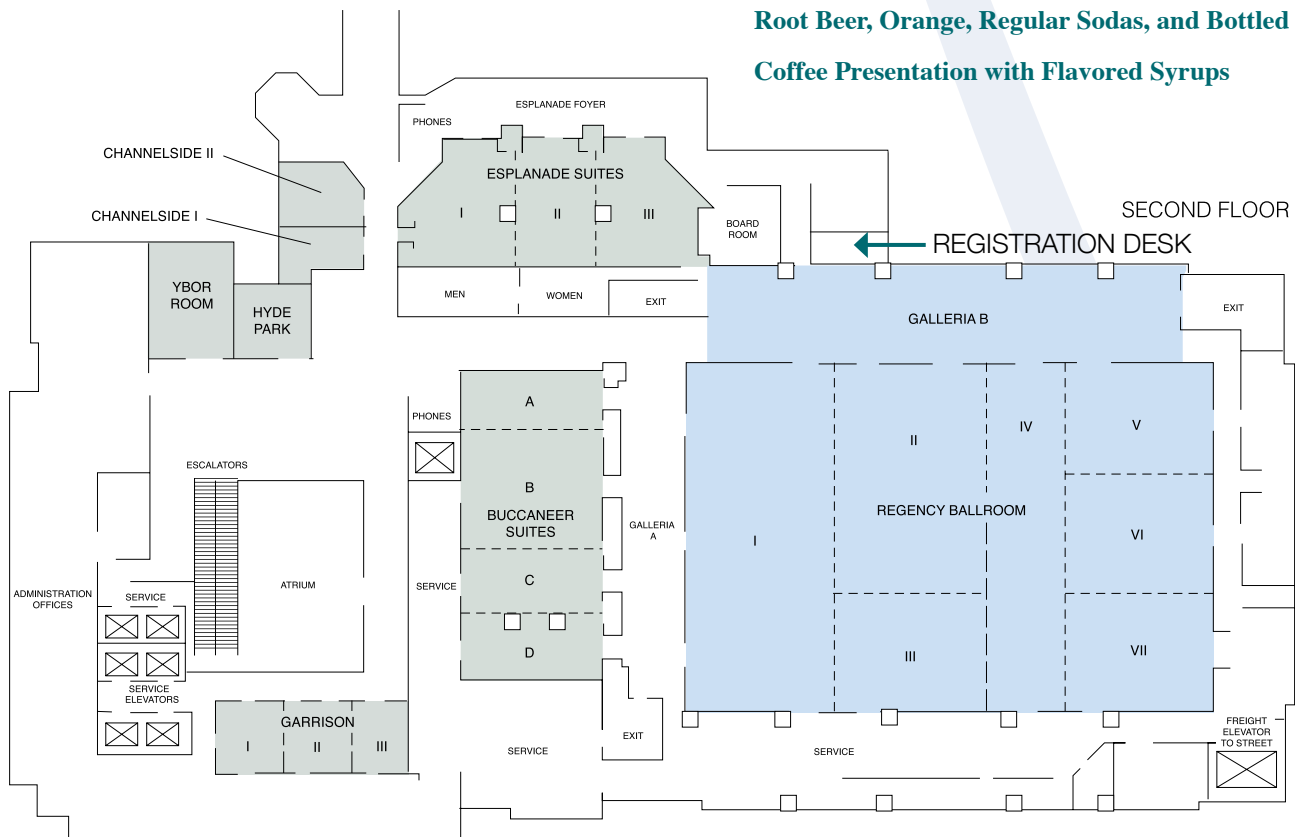 Root Beer, Orange, Regular Sodas, and Bottled
Coffee Presentation with Flavored Syrups
ESPLANADE FOYER
PHONES
CHANNELSIDE II
ESPLANADE SUITES
CHANNELSIDE I
I
II
III
BOARD
ROOM
SECOND FLOOR
REGISTRATION DESK
YBOR
ROOM
HYDE
PARK
MEN
WOMEN
EXIT
GALLERIA B
EXIT
A
PHONES
II
IV
V
ESCALATORS
B
BUCCANEER
SUITES
GALLERIA
A
I
REGENCY BALLROOM
VI
ADMINISTRATION
OFFICES
SERVICE
ATRIUM
SERVICE
C
D
III
VII
SERVICE
ELEVATORS
GARRISON
I
II
III
SERVICE
EXIT
SERVICE
FREIGHT
ELEVATOR
TO STREET